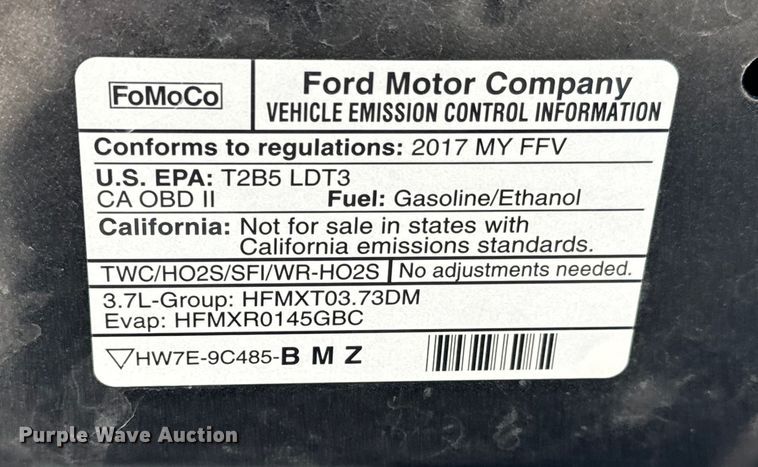 FoMoCo
Ford Motor Company
VEHICLE EMISSION CONTROL INFORMATION
Conforms to regulations: 2017 MY FFV
U.S. EPA: T2B5 LDT3
CA OBD II Fuel: Gasoline/Ethanol
California: Not for sale in states with
California emissions standards.
TWC/HO2S/SFI/WR-HO2S No adjustments needed.
3.7L-Group: HFMXT03.73DM
Evap: HFMXR0145GBC
HW7E-9C485-B M Z
Purple Wave Auction